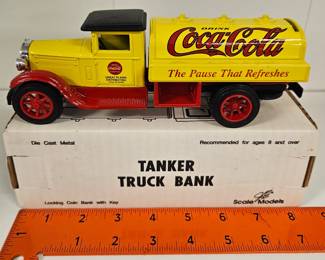 DRINK
Coca-Cola
The Pause That Refreshes
Die Cast Metal
Recommended for ages 8 and over
TANKER
TRUCK BANK
Locking Coin Bank with Key
Scale Models
1 2 3 4 5 6 7 8 9
1 2 3 4 5 6 7